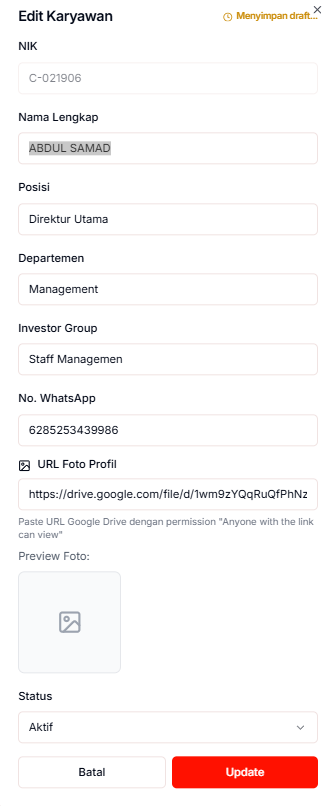 Edit Karyawan
Menyimpan draft...
NIK
C-021906
Nama Lengkap
ABDUL SAMAD
Posisi
Direktur Utama
Departemen
Management
Investor Group
Staff Managemen
No. WhatsApp
6285253439986
URL Foto Profil
https://drive.google.com/file/d/1wm9zYQqRuQfPhNz
Paste URL Google Drive dengan permission "Anyone with the link
can view"
Preview Foto:
Status
Aktif
Batal
Update